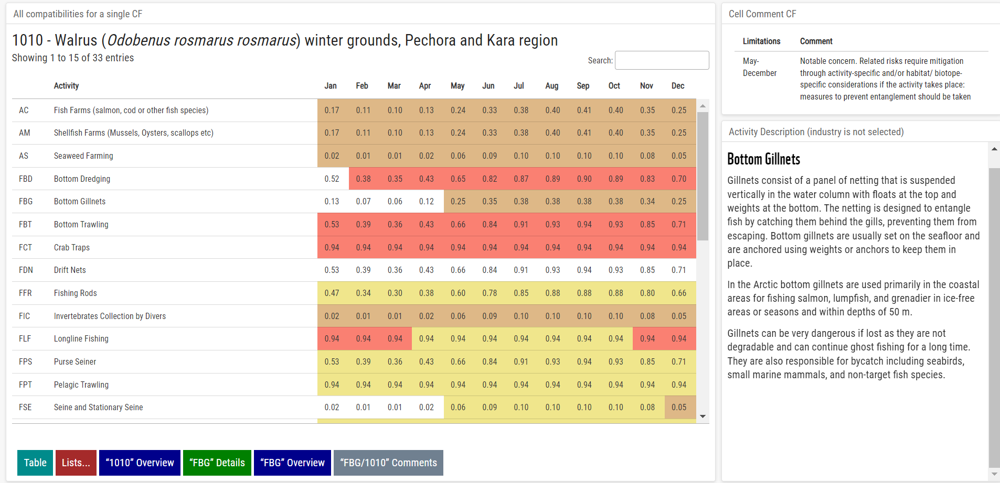 All compatibilities for a single CF
1010 - Walrus (Odobenus rosmarus rosmarus) winter grounds, Pechora and Kara region
Showing 1 to 15 of 33 entries
Search:
Activity Jan Feb Mar Apr May Jun Jul Aug Sep Oct Nov Dec
AC Fish Farms (salmon, cod or other fish species) 0.17 0.11 0.10 0.13 0.24 0.33 0.38 0.40 0.41 0.40 0.35 0.25
AM Shellfish Farms (Mussels, Oysters, scallops etc) 0.17 0.11 0.10 0.13 0.24 0.33 0.38 0.40 0.41 0.40 0.35 0.25
AS Seaweed Farming 0.02 0.01 0.01 0.02 0.06 0.09 0.10 0.10 0.10 0.10 0.08 0.05
FBD Bottom Dredging 0.52 0.38 0.35 0.43 0.65 0.82 0.87 0.89 0.90 0.89 0.83 0.70
FBG Bottom Gillnets 0.13 0.07 0.06 0.12 0.25 0.35 0.38 0.38 0.38 0.38 0.34 0.25
FBT Bottom Trawling 0.53 0.39 0.36 0.43 0.66 0.84 0.91 0.93 0.94 0.93 0.85 0.71
FCT Crab Traps 0.94 0.94 0.94 0.94 0.94 0.94 0.94 0.94 0.94 0.94 0.94 0.94
FDN Drift Nets 0.53 0.39 0.36 0.43 0.66 0.84 0.91 0.93 0.94 0.93 0.85 0.71
FFR Fishing Rods 0.47 0.34 0.30 0.38 0.60 0.78 0.85 0.88 0.88 0.88 0.80 0.66
FIC Invertebrates Collection by Divers 0.02 0.01 0.01 0.02 0.06 0.09 0.10 0.10 0.10 0.10 0.08 0.05
FLF Longline Fishing 0.94 0.94 0.94 0.94 0.94 0.94 0.94 0.94 0.94 0.94 0.94 0.94
FPS Purse Seiner 0.53 0.39 0.36 0.43 0.66 0.84 0.91 0.93 0.94 0.93 0.85 0.71
FPT Pelagic Trawling 0.94 0.94 0.94 0.94 0.94 0.94 0.94 0.94 0.94 0.94 0.94 0.94
FSE Seine and Stationary Seine 0.02 0.01 0.01 0.02 0.06 0.09 0.10 0.10 0.10 0.10 0.08 0.05
Table Lists... “1010” Overview “FBG” Details “FBG” Overview “FBG/1010” Comments
Cell Comment CF
Limitations Comment
May- Notable concern. Related risks require mitigation
December through activity-specific and/or habitat/ biotope-
specific considerations if the activity takes place:
measures to prevent entanglement should be taken
Activity Description (industry is not selected)
Bottom Gillnets
Gillnets consist of a panel of netting that is suspended
vertically in the water column with floats at the top and
weights at the bottom. The netting is designed to entangle
fish by catching them behind the gills, preventing them from
escaping. Bottom gillnets are usually set on the seafloor and
are anchored using weights or anchors to keep them in
place.
In the Arctic bottom gillnets are used primarily in the coastal
areas for fishing salmon, lumpfish, and grenadier in ice-free
areas or seasons and within depths of 50 m.
Gillnets can be very dangerous if lost as they are not
degradable and can continue ghost fishing for a long time.
They are also responsible for bycatch including seabirds,
small marine mammals, and non-target fish species.